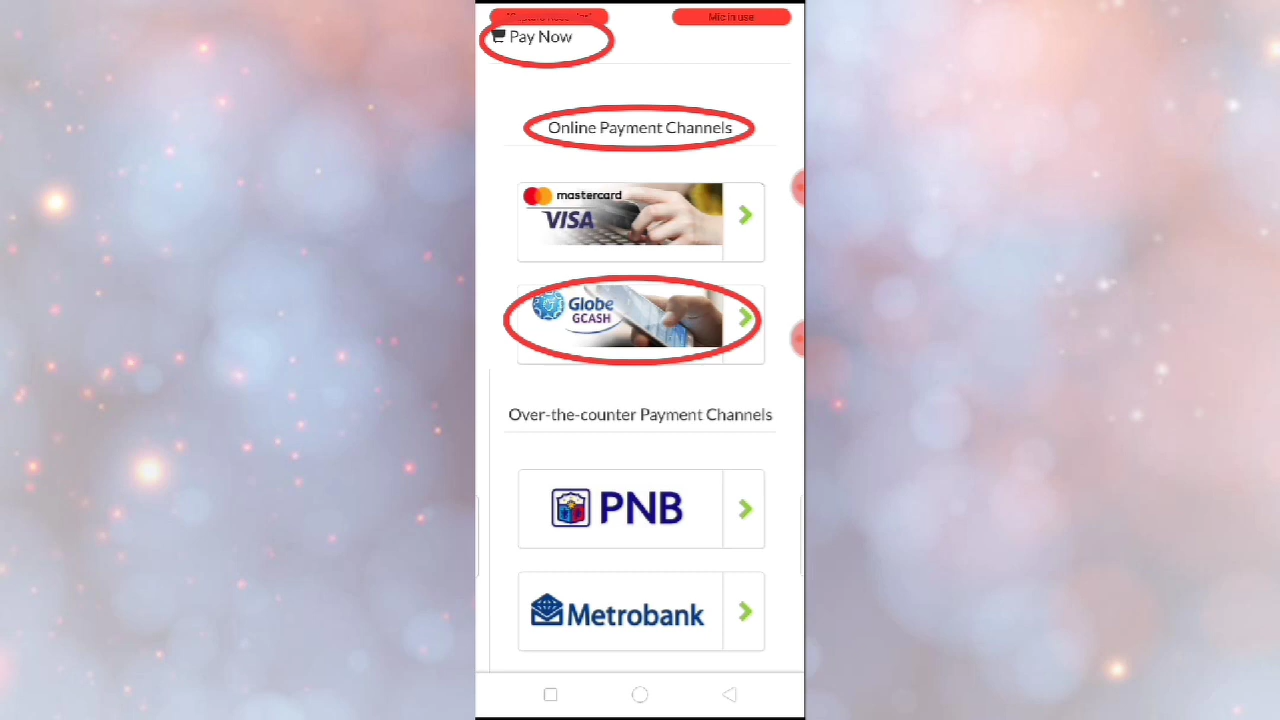 Mic in use
Pay Now
Online Payment Channels
mastercard
VISA
Globe
GCASH
Over-the-counter Payment Channels
PNB
Metrobank